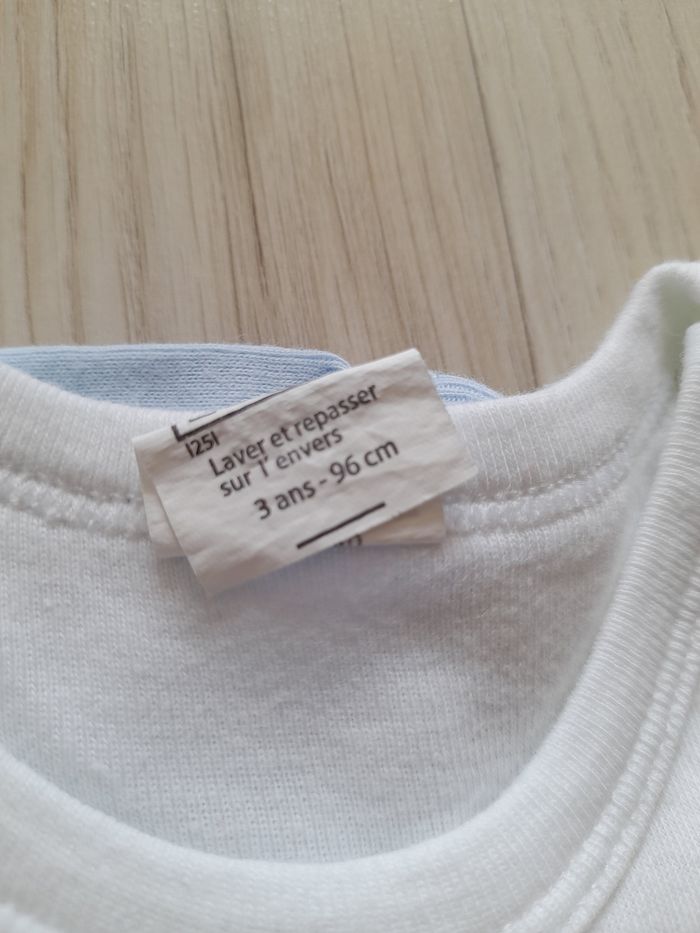 1251
Laver et repasser
sur l' envers
3 ans - 96 cm